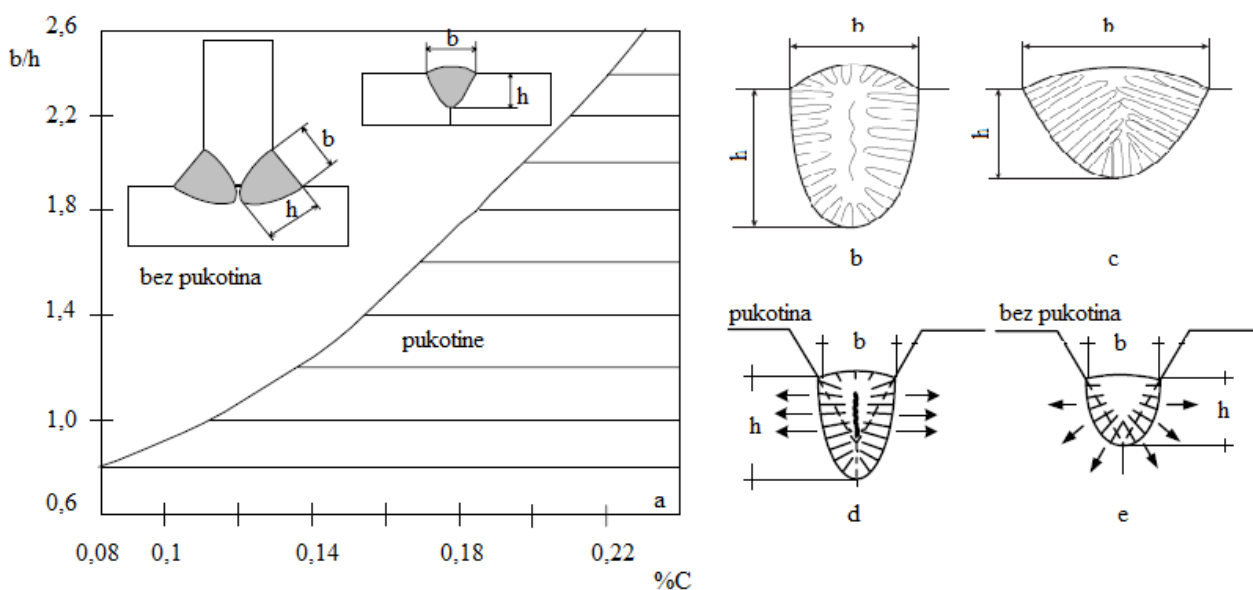 2,6
b/h
2,2
1,8
1,4
1,0
0,6
b
h
b
h
bez pukotina
pukotine
a
0,08
0,1
0,14
0,18
0,22
%C
b
h
b
b
h
c
pukotina
b
h
d
bez pukotina
b
h
e